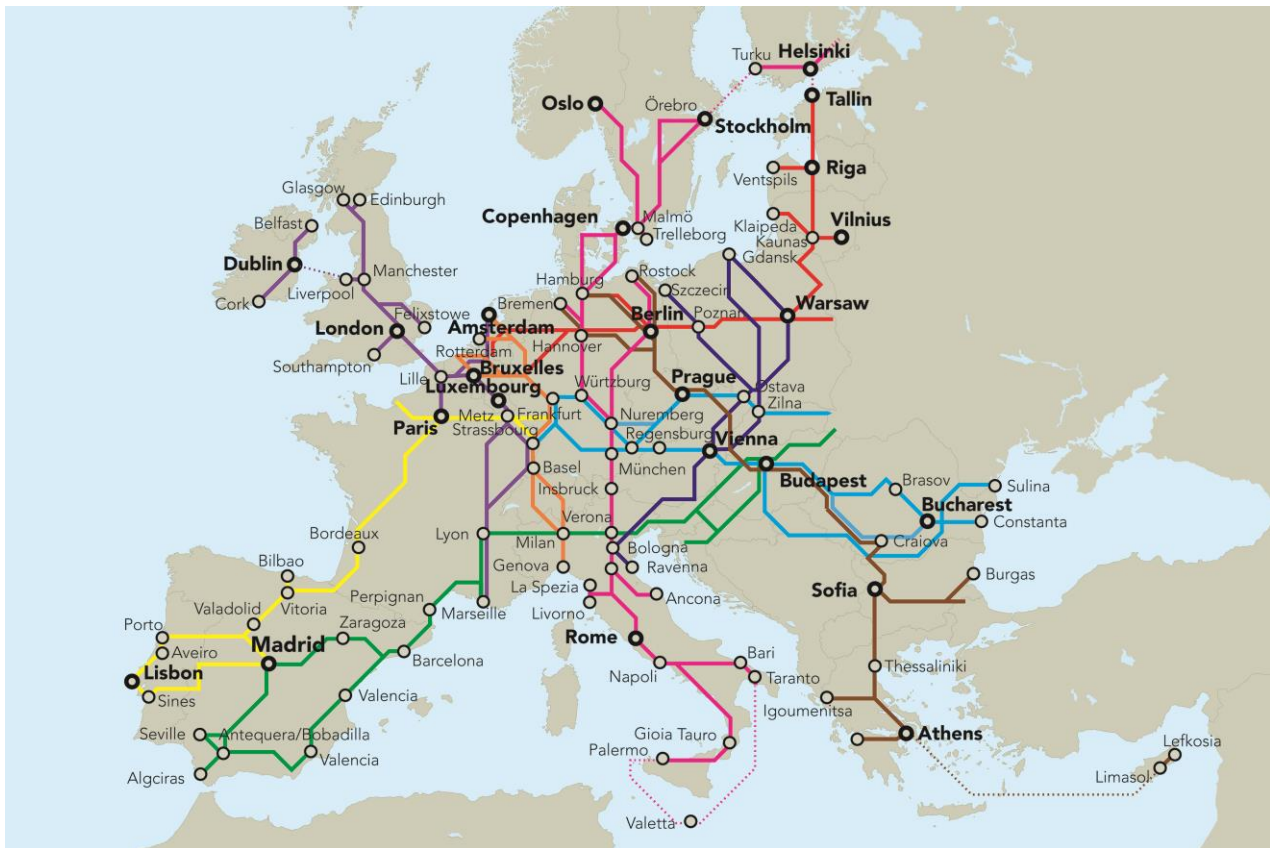 Turku
Helsinki
Tallin
Oslo
Örebro
Stockholm
Ventspils
Riga
Glasgow
Edinburgh
Klaipeda
Vilnius
Kaunas
Belfast
Copenhagen
Malmö
Trelleborg
Gdansk
Dublin
Manchester
Liverpool
Cork
Hamburg
Rostock
Szczecin
Bremen
Felixstowe
London
Amsterdam
Berlin
Poznan
Warsaw
Southampton
Rotterdam
Hannover
Lille
Bruxelles
Luxembourg
Würtzburg
Prague
Ostava
Zilna
Paris
Metz
Frankfurt
Strassbourg
Nuremberg
Regensburg
Vienna
Basel
München
Budapest
Insbruck
Brasov
Sulina
Bucharest
Constanta
Bordeaux
Lyon
Milan
Verona
Bologna
Craiova
Bilbao
Genova
Ravenna
La Spezia
Ancona
Sofia
Burgas
Vitoria
Perpignan
Marseille
Livorno
Valadolid
Porto
Zaragoza
Rome
Aveiro
Madrid
Barcelona
Lisbon
Napoli
Bari
Taranto
Thessaliniki
Sines
Valencia
Igoumenitsa
Seville
Antequera/Bobadilla
Gioia Tauro
Athens
Algciras
Valencia
Palermo
Lefkosia
Limasol
Valetta